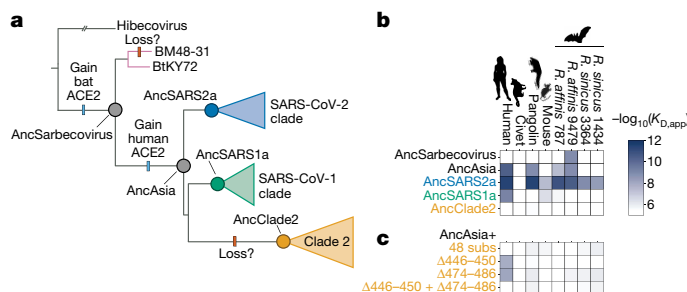 a
Hibecovirus
Loss?
BM48-31
BtKY72
Gain
bat
ACE2
AncSARS2a
SARS-CoV-2
clade
AncSarbecovirus
Gain
human
ACE2
AncSARS1a
SARS-CoV-1
clade
AncAsia
AncClade2
Clade 2
Loss?
b
Human
Civet
Pangolin
Mouse
R. affinis 787
R. affinis 9479
R. sinicus 3364
R. sinicus 1434
–log10(KD,app)
12
10
8
6
AncSarbecovirus
AncAsia
AncSARS2a
AncSARS1a
AncClade2
c
AncAsia+
48 subs
Δ446–450
Δ474–486
Δ446–450 + Δ474–486